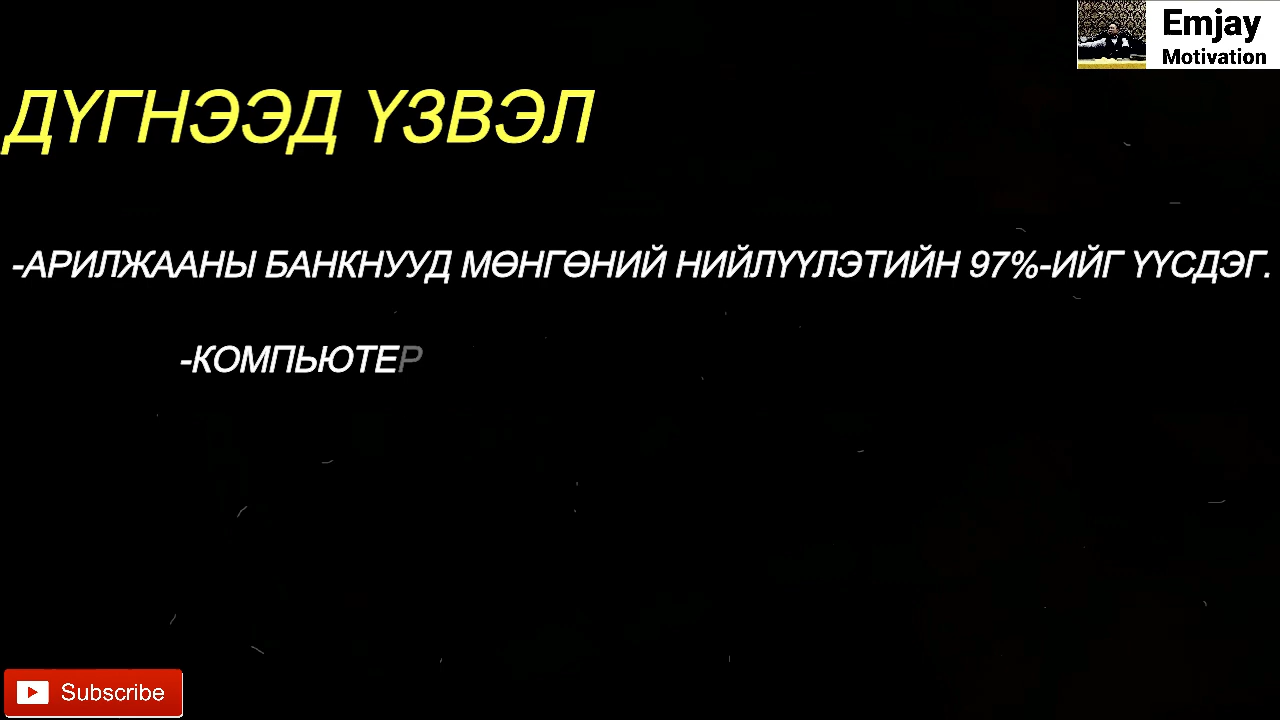 Emjay
Motivation
ДҮГНЭЭД ҮЗВЭЛ
-АРИЛЖААНЫ БАНКНУУД МӨНГӨНИЙ НИЙЛҮҮЛЭТИЙН 97%-ИЙГ ҮҮСДЭГ.
-КОМПЬЮТЕР
Subscribe